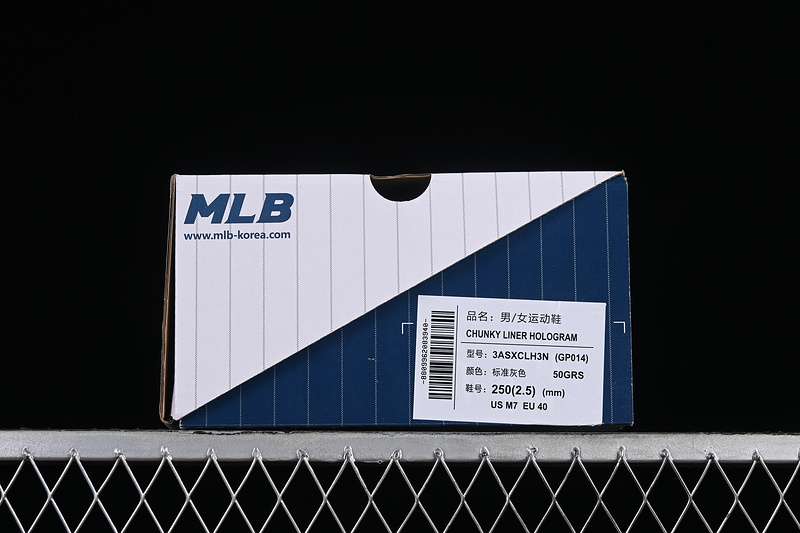 MLB
www.mlb-korea.com
品名：男/女运动鞋
CHUNKY LINER HOLOGRAM
型号：3ASXCLH3N (GP014)
颜色：标准灰色 50GRS
鞋号：250(2.5) (mm)
US M7 EU 40